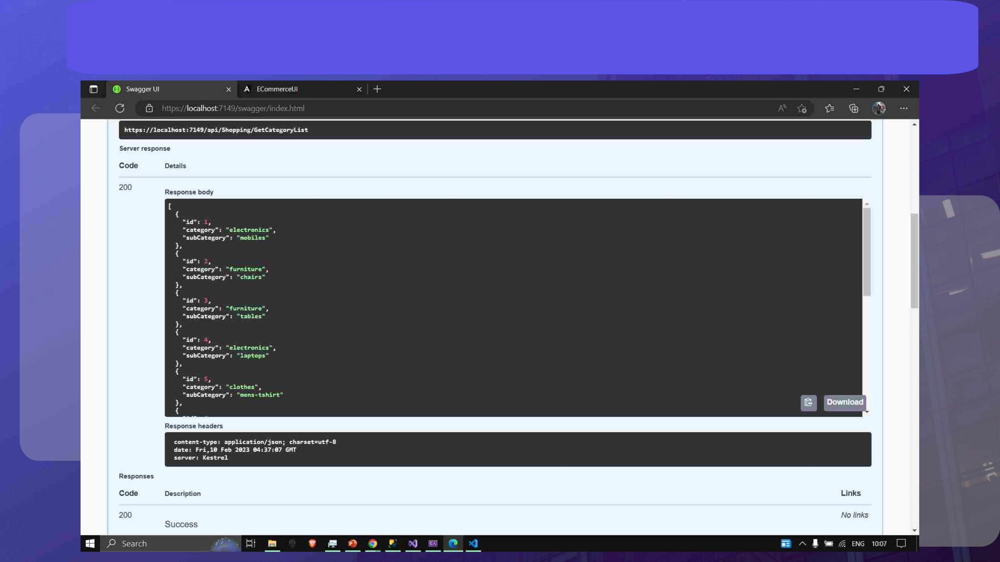 Swagger UI
ECommerceUI
https://localhost:7149/swagger/index.html
https://localhost:7149/api/Shopping/GetCategoryList
Server response
Code Details
200
Response body
[
{
"id": 1,
"category": "electronics",
"subCategory": "mobiles"
},
{
"id": 2,
"category": "furniture",
"subCategory": "chairs"
},
{
"id": 3,
"category": "furniture",
"subCategory": "tables"
},
{
"id": 4,
"category": "electronics",
"subCategory": "laptops"
},
{
"id": 5,
"category": "clothes",
"subCategory": "mens-tshirt"
},
{
Download
Response headers
content-type: application/json; charset=utf-8
date: Fri,10 Feb 2023 04:37:07 GMT
server: Kestrel
Responses
Code Description Links
200 No links
Success
Search ENG 10:07